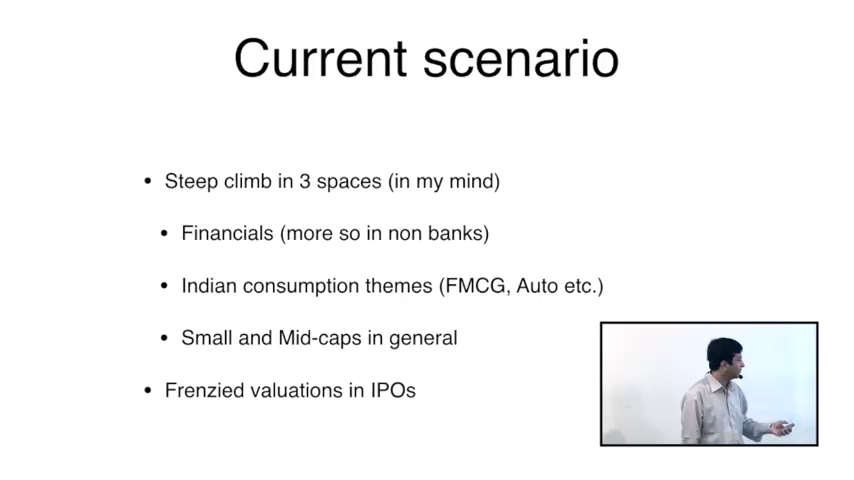 Current scenario
• Steep climb in 3 spaces (in my mind)
• Financials (more so in non banks)
• Indian consumption themes (FMCG, Auto etc.)
• Small and Mid-caps in general
• Frenzied valuations in IPOs